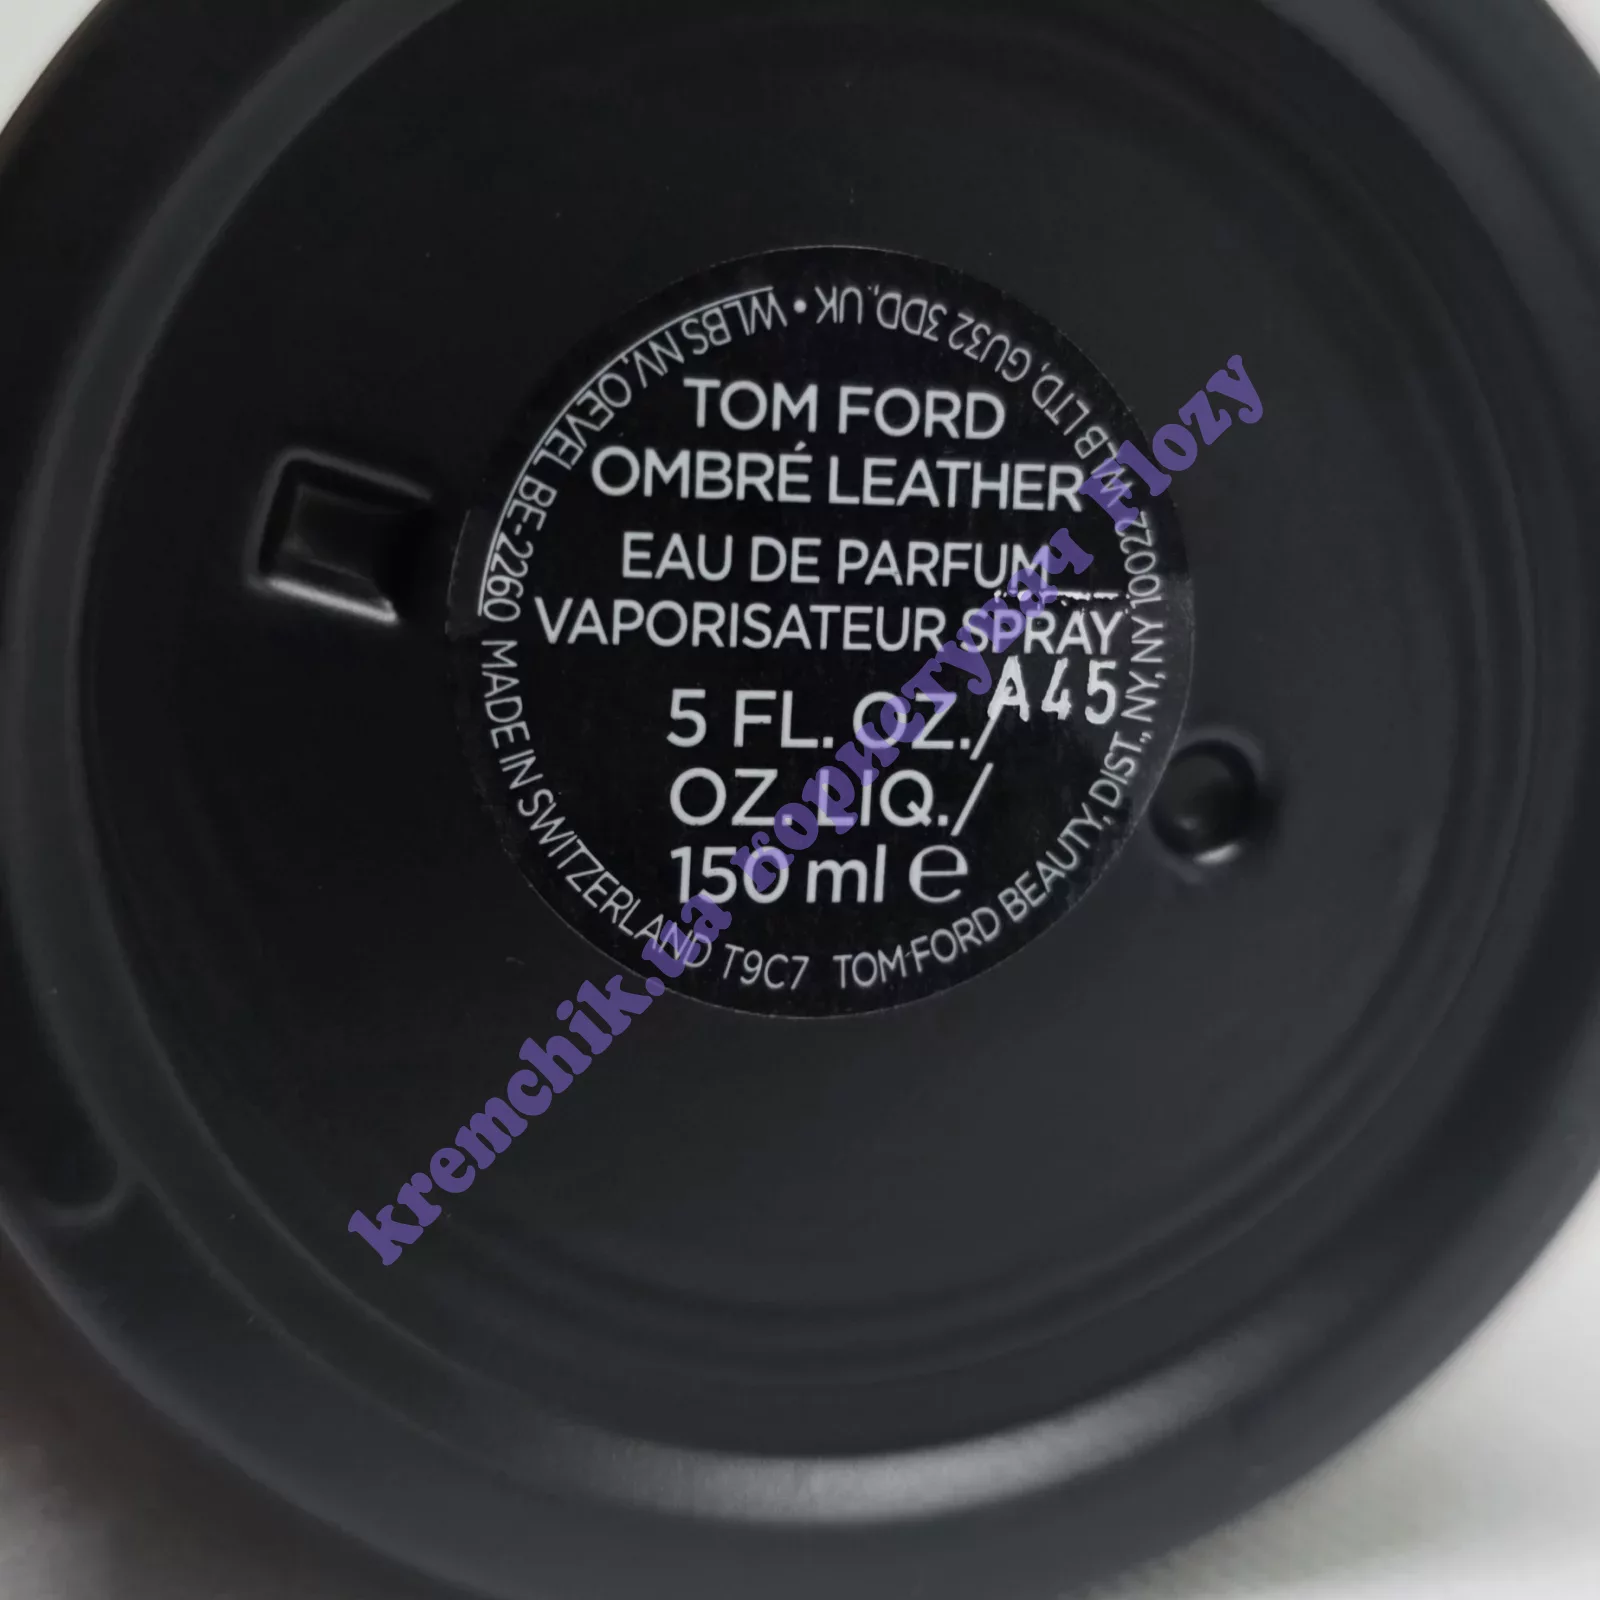 TOM FORD
OMBRÉ LEATHER
EAU DE PARFUM
VAPORISATEUR SPRAY
A45
5 FL. OZ./
OZ. LIQ./
150 ml ℮
WLBS NV, OEVEL BE-2260 MADE IN SWITZERLAND T9C7 TOM FORD BEAUTY, DIST., NY, NY 10022 WLB LTD, GU32 3DD, UK •
kremchik.ua користувач Flozy